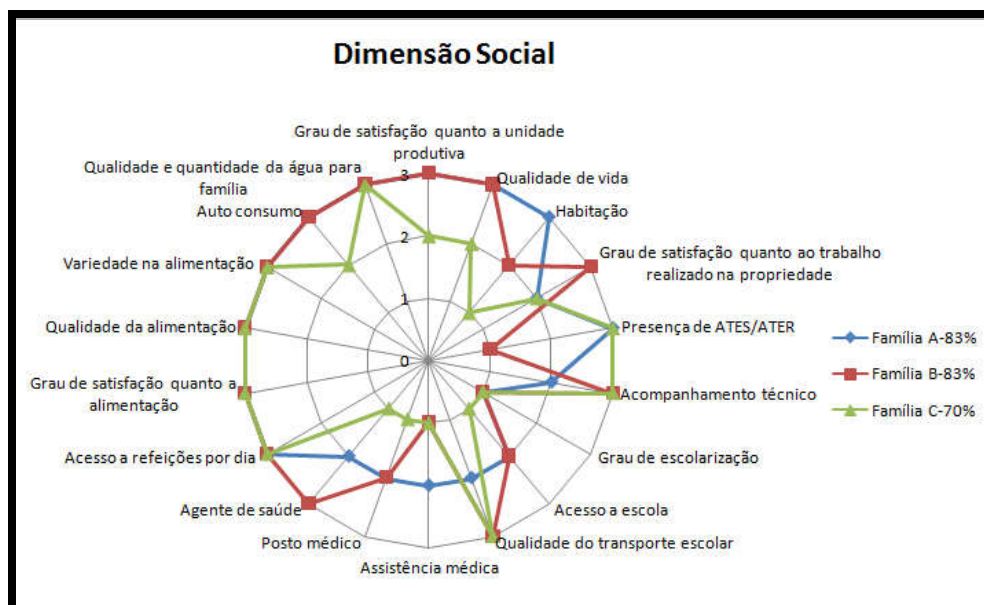 Dimensão Social
Grau de satisfação quanto a unidade
produtiva
Qualidade de vida
Habitação
Grau de satisfação quanto ao trabalho
realizado na propriedade
Presença de ATES/ATER
Acompanhamento técnico
Grau de escolarização
Acesso a escola
Qualidade do transporte escolar
Assistência médica
Posto médico
Agente de saúde
Acesso a refeições por dia
Grau de satisfação quanto a
alimentação
Qualidade da alimentação
Variedade na alimentação
Auto consumo
Qualidade e quantidade da água para
família
3
2
1
0
Família A-83%
Família B-83%
Família C-70%